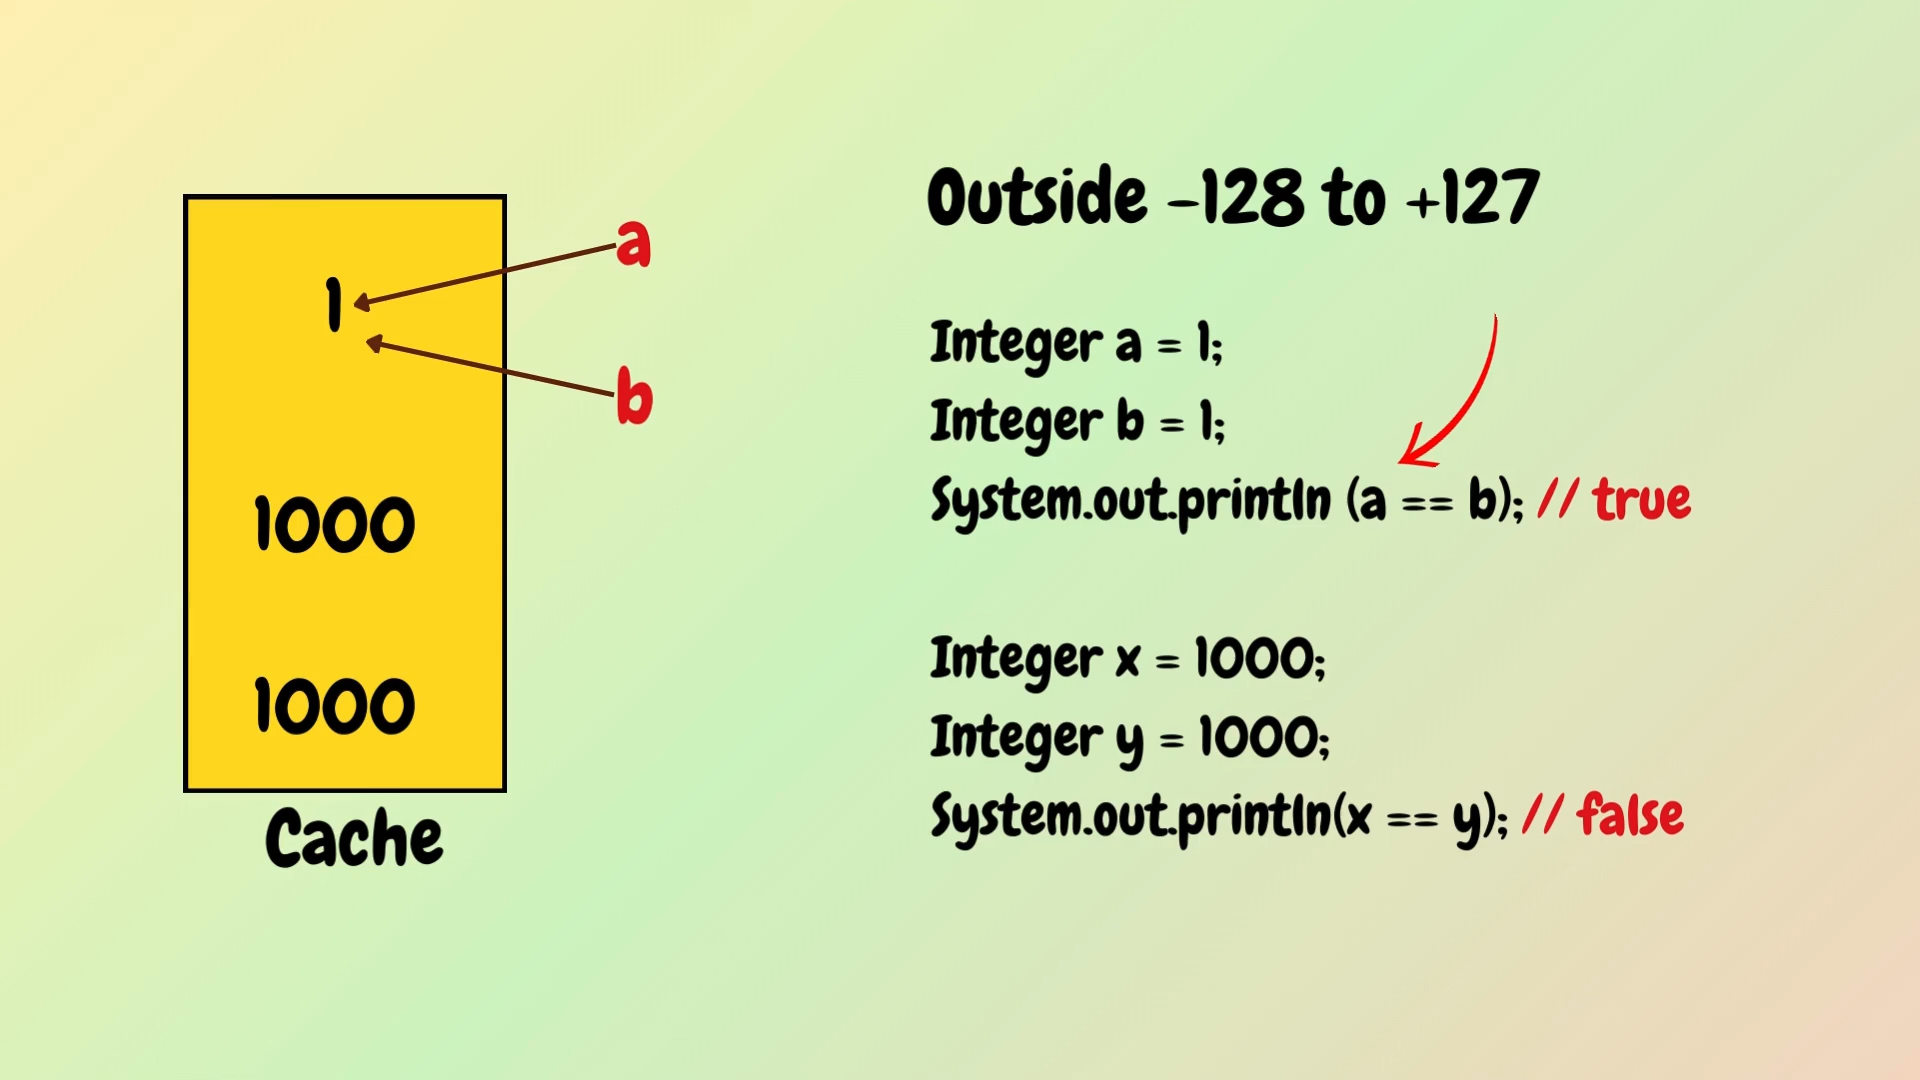 1
1000
1000
Cache
a
b
Outside -128 to +127
Integer a = 1;
Integer b = 1;
System.out.println (a == b); // true
Integer x = 1000;
Integer y = 1000;
System.out.println(x == y); // false